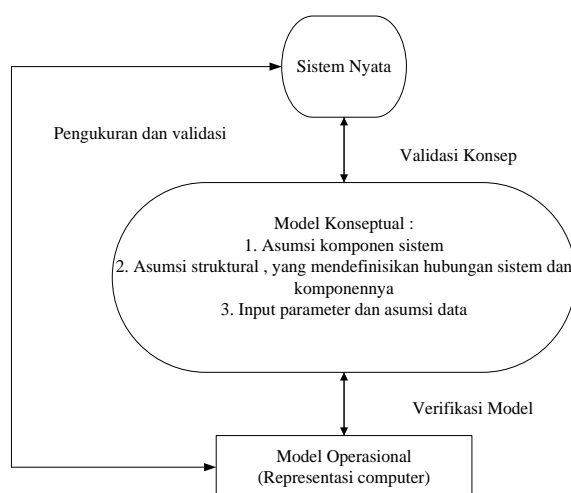 Sistem Nyata
Pengukuran dan validasi
Validasi Konsep
Model Konseptual :
1. Asumsi komponen sistem
2. Asumsi struktural , yang mendefinisikan hubungan sistem dan
komponennya
3. Input parameter dan asumsi data
Verifikasi Model
Model Operasional
(Representasi computer)